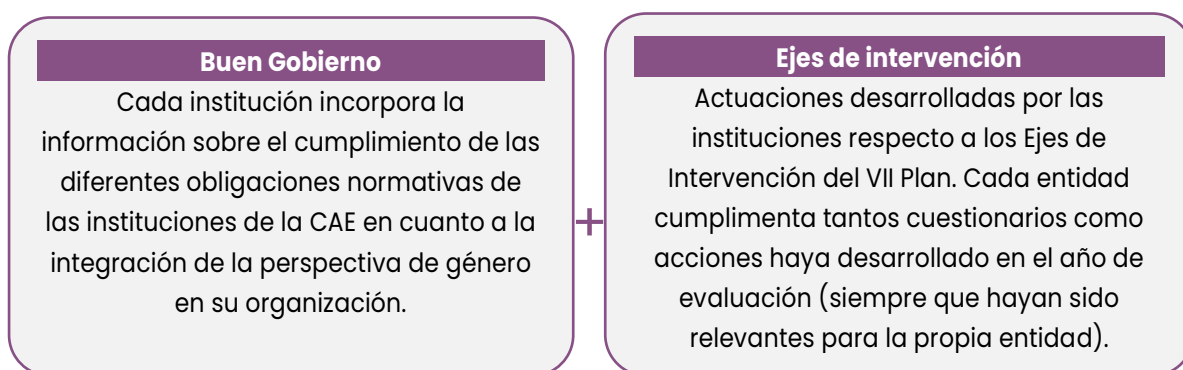 Buen Gobierno
Cada institución incorpora la
información sobre el cumplimiento de las
diferentes obligaciones normativas de
las instituciones de la CAE en cuanto a la
integración de la perspectiva de género
en su organización.
+
Ejes de intervención
Actuaciones desarrolladas por las
instituciones respecto a los Ejes de
Intervención del VII Plan. Cada entidad
cumplimenta tantos cuestionarios como
acciones haya desarrollado en el año de
evaluación (siempre que hayan sido
relevantes para la propia entidad).